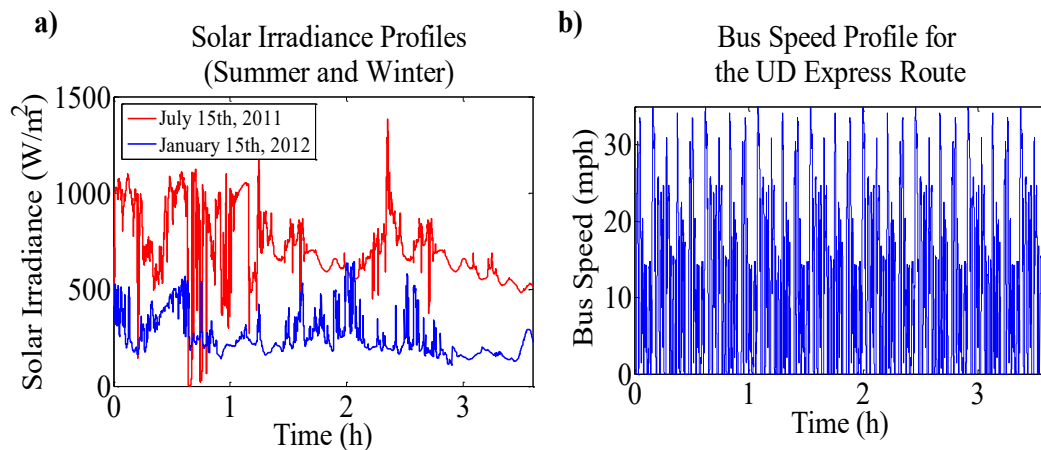 a)
Solar Irradiance Profiles
(Summer and Winter)
1500
1000
500
0
Solar Irradiance (W/m²)
July 15th, 2011
January 15th, 2012
0 1 2 3
Time (h)
b)
Bus Speed Profile for
the UD Express Route
30
20
10
0
Bus Speed (mph)
0 1 2 3
Time (h)